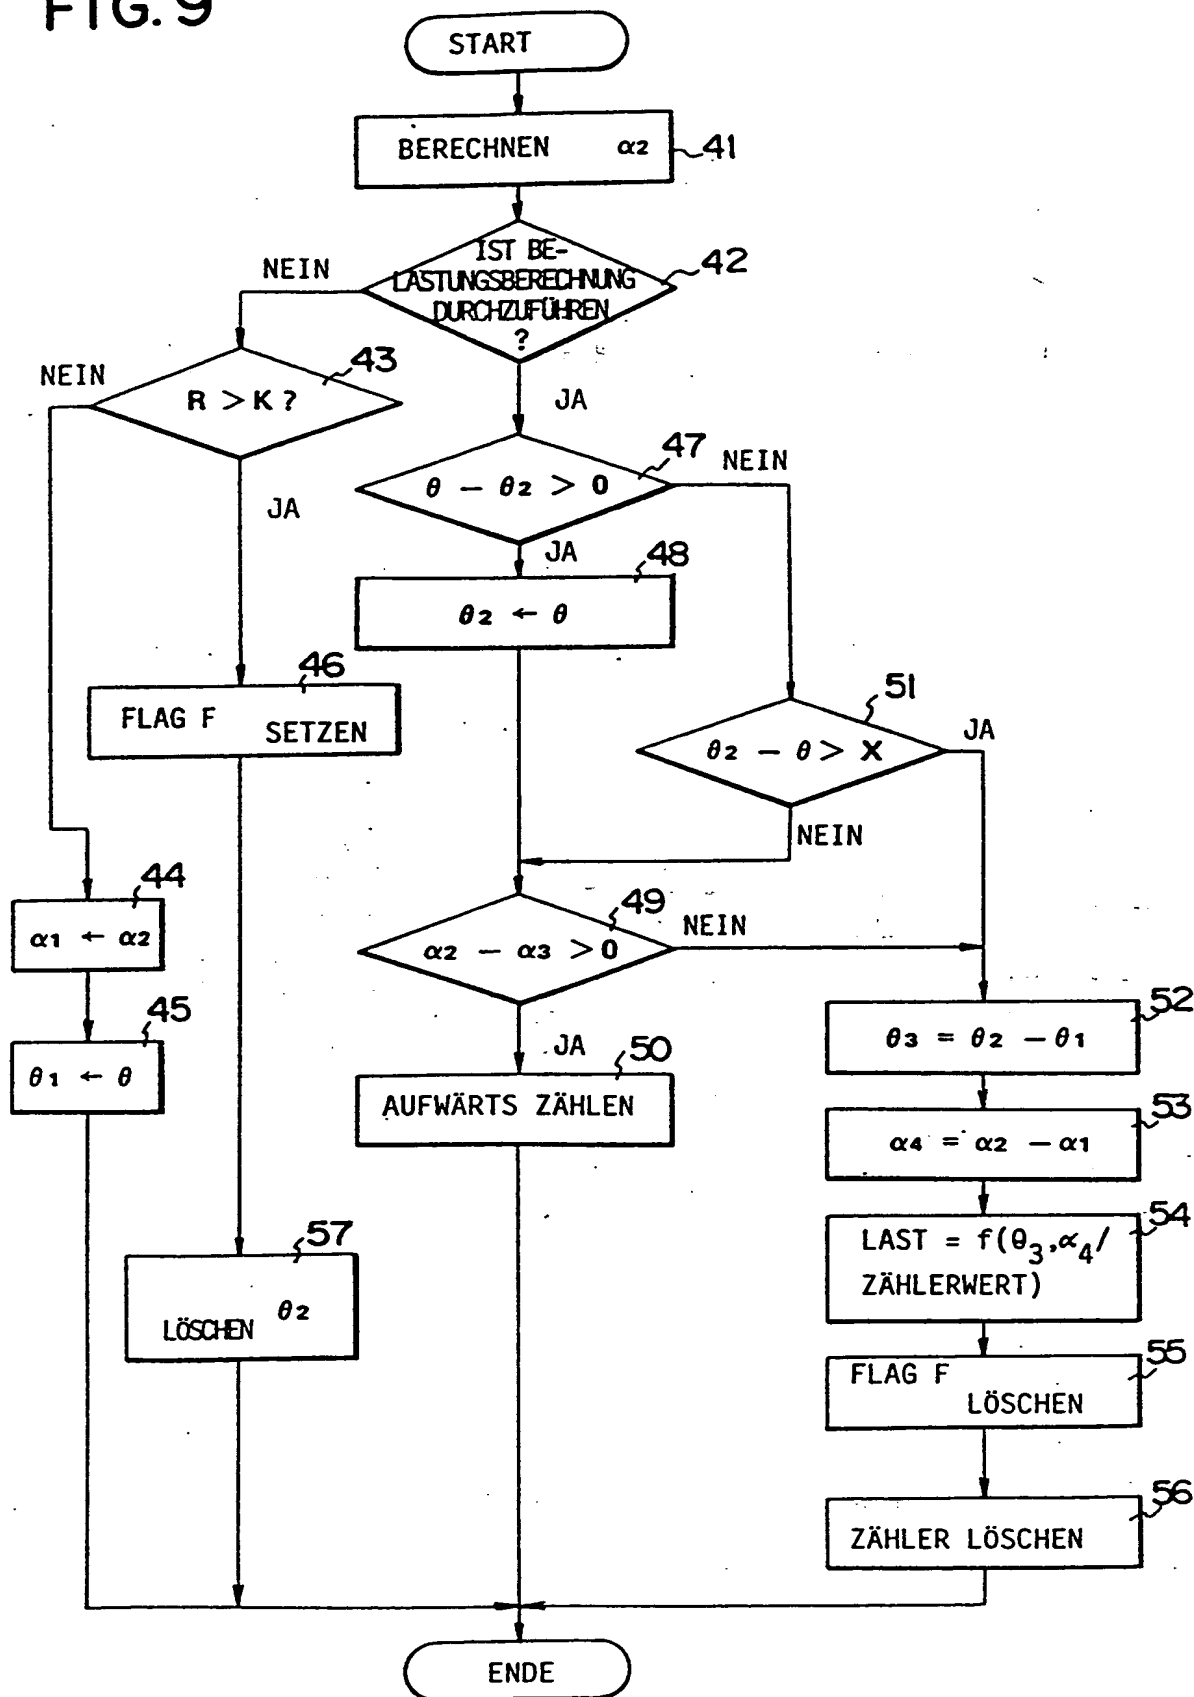 FIG. 9
START
BERECHNEN α2
41
IST BE-
LASTUNGSBERECHNUNG
DURCHZUFÜHREN
?
42
NEIN
JA
R > K ?
43
NEIN
JA
θ - θ2 > 0
47
NEIN
JA
θ2 ← θ
48
FLAG F SETZEN
46
θ2 - θ > X
51
JA
NEIN
α1 ← α2
44
α2 - α3 > 0
49
NEIN
JA
θ1 ← θ
45
θ3 = θ2 - θ1
52
AUFWÄRTS ZÄHLEN
50
α4 = α2 - α1
53
LAST = f(θ3,α4/
ZÄHLERWERT)
54
LÖSCHEN θ2
57
FLAG F
LÖSCHEN
55
ZÄHLER LÖSCHEN
56
ENDE